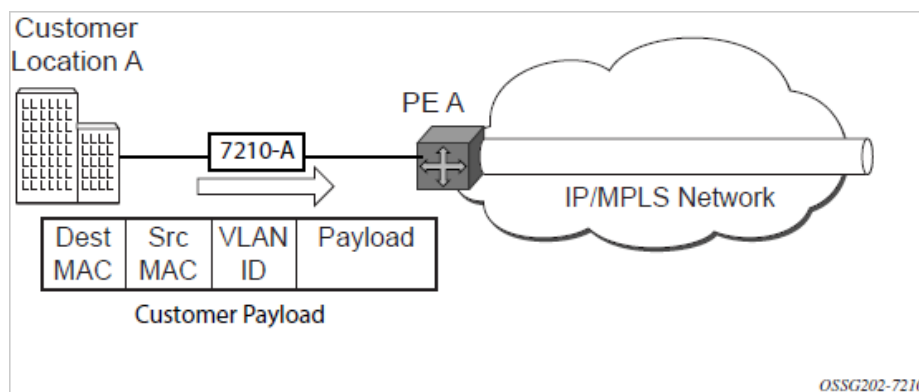 Customer
Location A
PE A
7210-A
IP/MPLS Network
Dest MAC
Src MAC
VLAN ID
Payload
Customer Payload